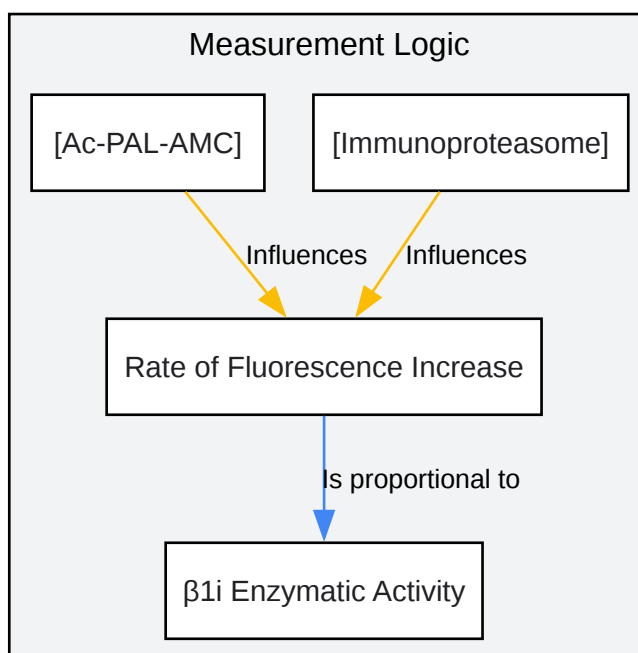 Measurement Logic
[Ac-PAL-AMC]
[Immunoproteasome]
Influences
Influences
Rate of Fluorescence Increase
Is proportional to
β1i Enzymatic Activity